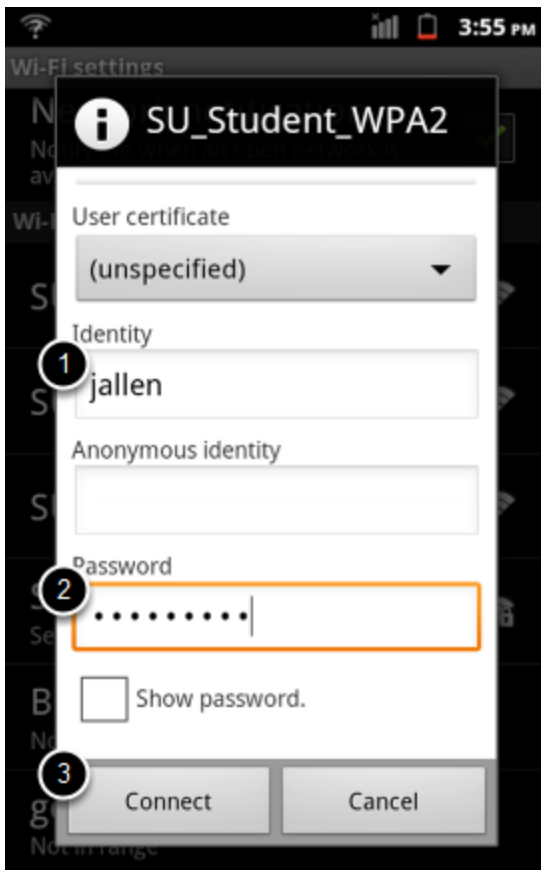 3:55 PM
Wi-Fi settings
SU_Student_WPA2
User certificate
(unspecified)
Identity
1
jallen
Anonymous identity
Password
2
•••••••••
Show password.
3
Connect
Cancel
Not in range